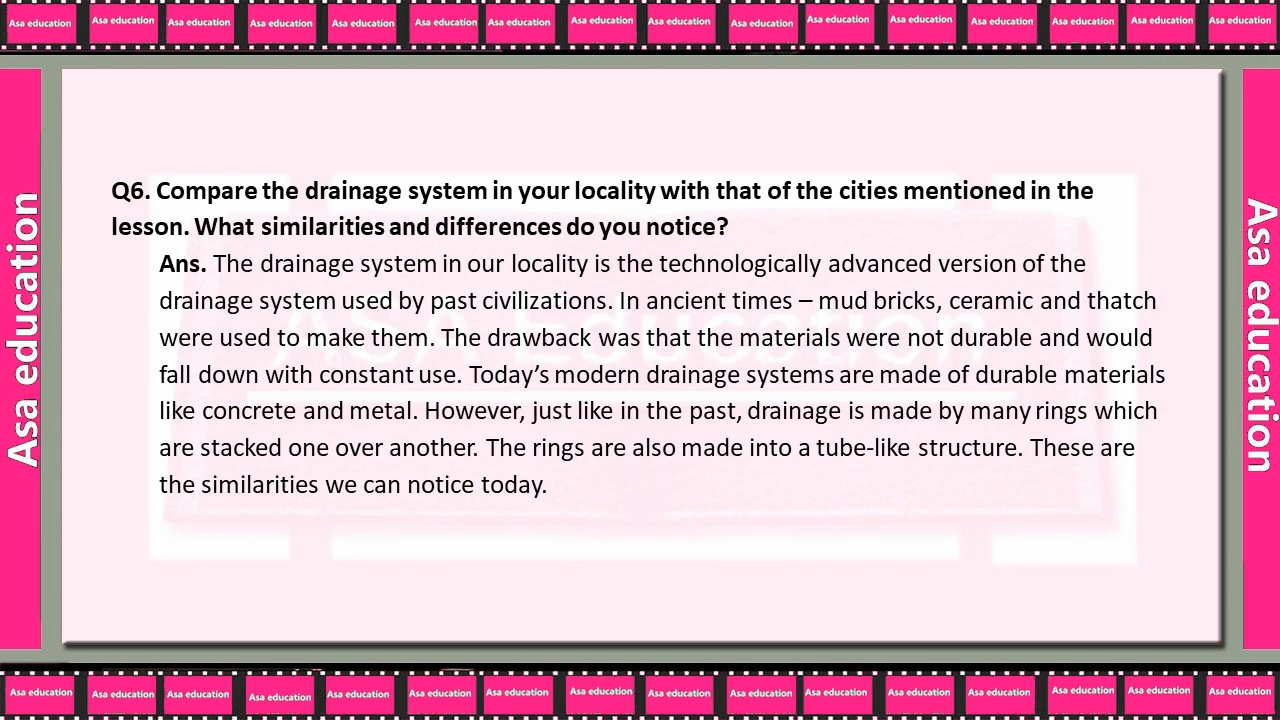 Asa education Asa education Asa education Asa education Asa education Asa education Asa education Asa education Asa education Asa education Asa education Asa education Asa education Asa education Asa education Asa education
Asa education
Q6. Compare the drainage system in your locality with that of the cities mentioned in the
lesson. What similarities and differences do you notice?
Ans. The drainage system in our locality is the technologically advanced version of the
drainage system used by past civilizations. In ancient times – mud bricks, ceramic and thatch
were used to make them. The drawback was that the materials were not durable and would
fall down with constant use. Today’s modern drainage systems are made of durable materials
like concrete and metal. However, just like in the past, drainage is made by many rings which
are stacked one over another. The rings are also made into a tube-like structure. These are
the similarities we can notice today.
ASa Education
Asa education
Asa education Asa education Asa education Asa education Asa education Asa education Asa education Asa education Asa education Asa education Asa education Asa education Asa education Asa education Asa education Asa education